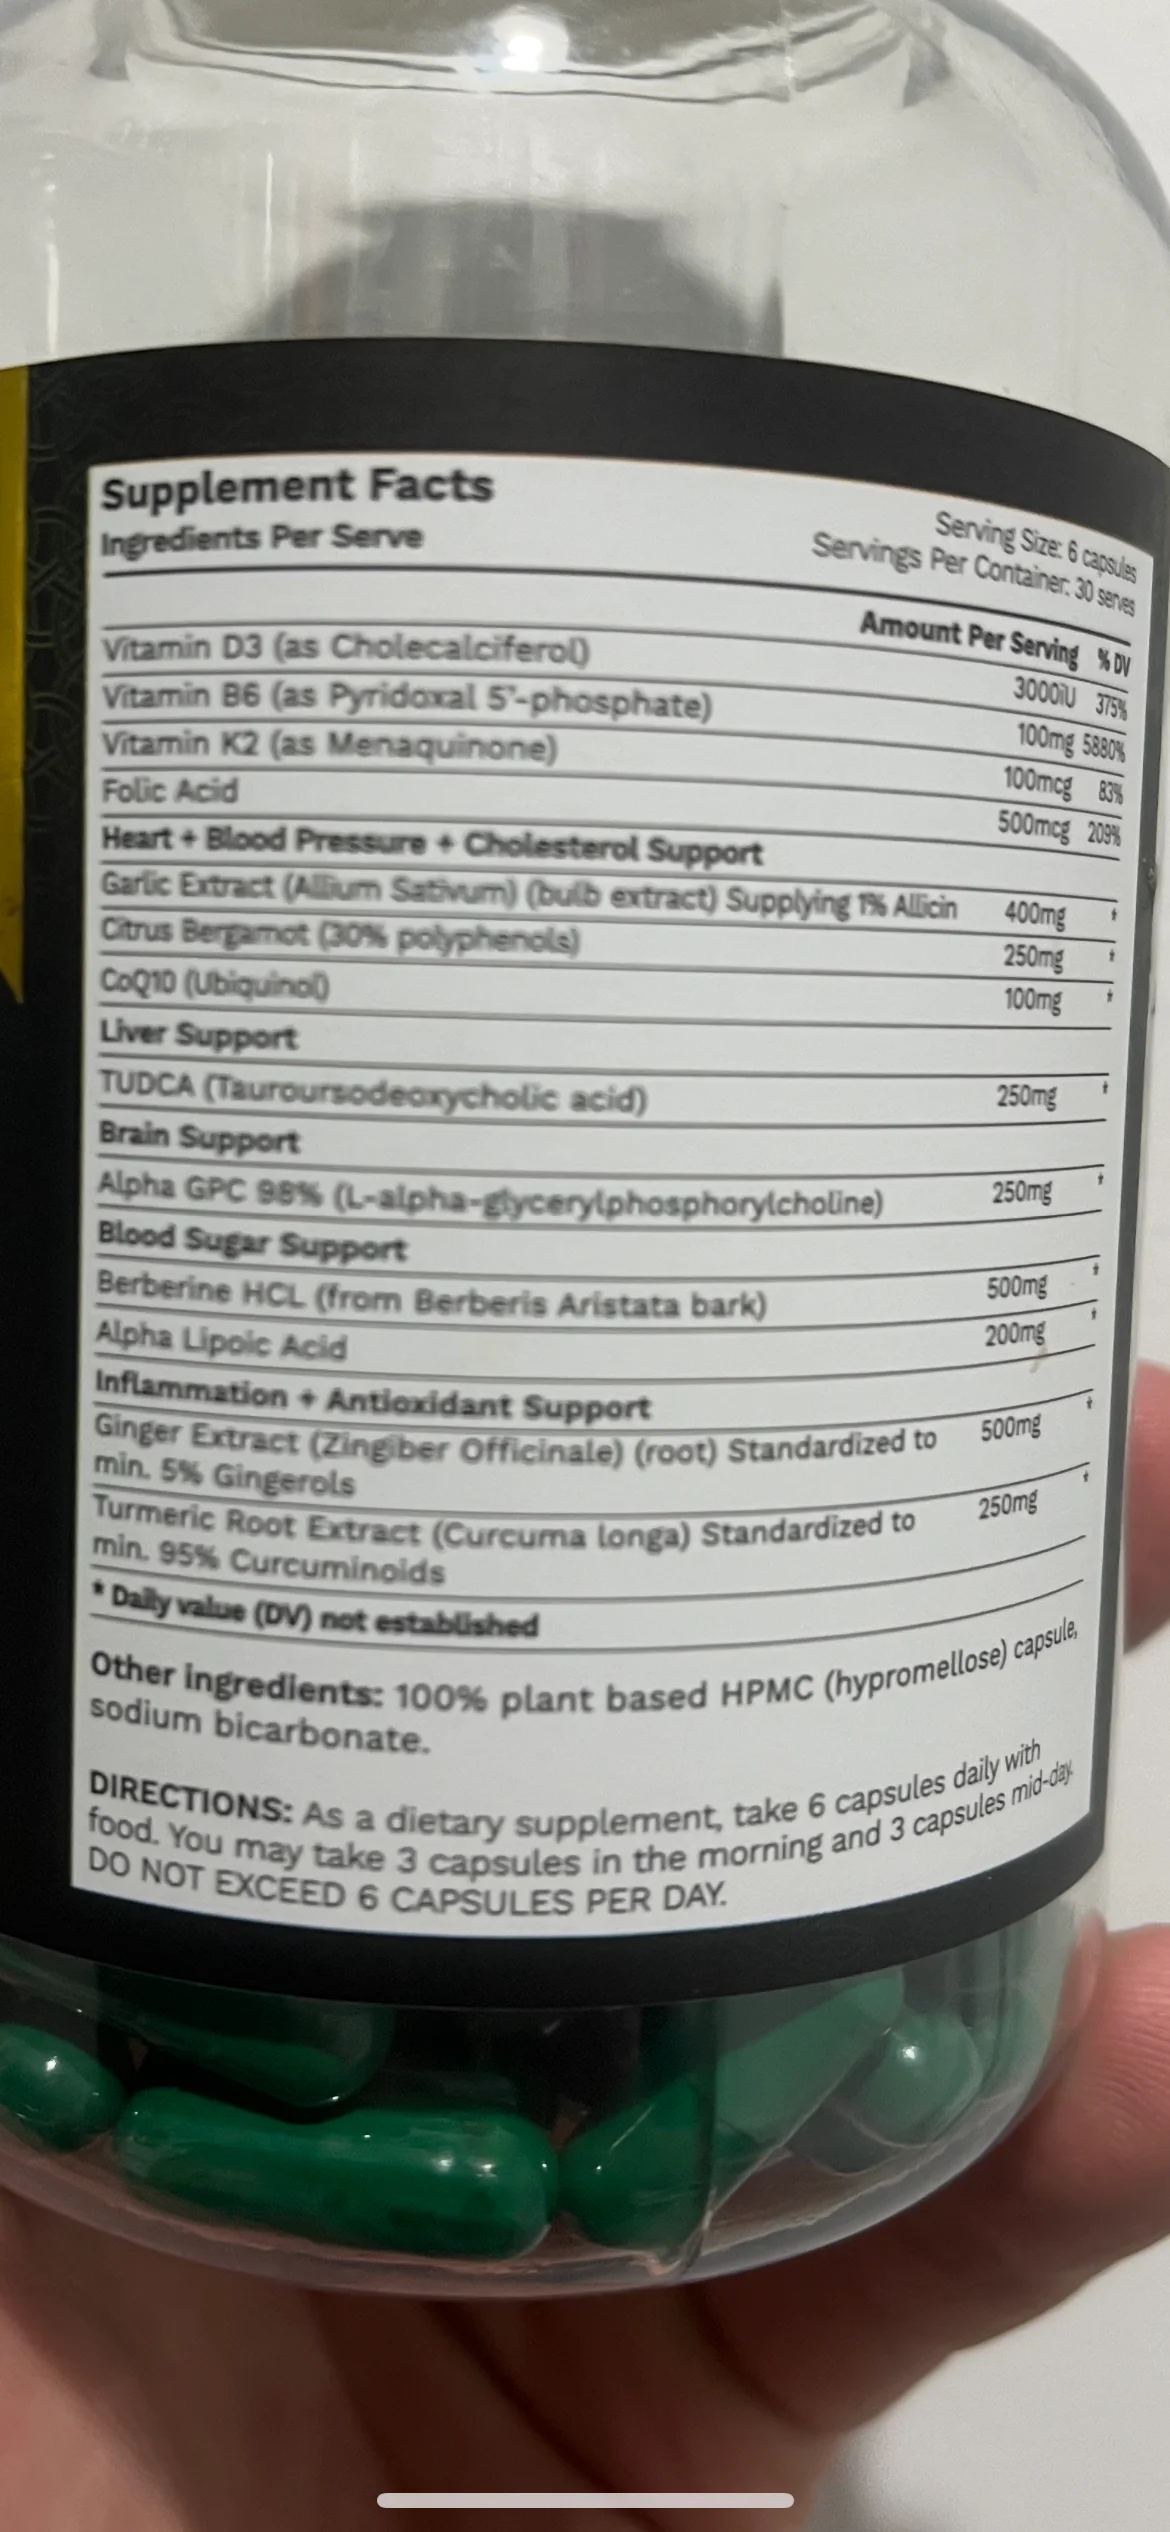 Supplement Facts
Serving Size: 6 capsules
Ingredients Per Serve
Servings Per Container: 30 serves
Amount Per Serving % DV
Vitamin D3 (as Cholecalciferol) 3000iU 375%
Vitamin B6 (as Pyridoxal 5'-phosphate) 100mg 5880%
Vitamin K2 (as Menaquinone) 100mcg 83%
Folic Acid 500mcg 209%
Heart + Blood Pressure + Cholesterol Support
Garlic Extract (Allium Sativum) (bulb extract) Supplying 1% Allicin 400mg *
Citrus Bergamot (30% polyphenols) 250mg *
CoQ10 (Ubiquinol) 100mg *
Liver Support
TUDCA (Tauroursodeoxycholic acid) 250mg *
Brain Support
Alpha GPC 98% (L-alpha-glycerylphosphorylcholine) 250mg *
Blood Sugar Support
Berberine HCL (from Berberis Aristata bark) 500mg *
Alpha Lipoic Acid 200mg *
Inflammation + Antioxidant Support
Ginger Extract (Zingiber Officinale) (root) Standardized to 500mg *
min. 5% Gingerols
Turmeric Root Extract (Curcuma longa) Standardized to 250mg *
min. 95% Curcuminoids
* Daily value (DV) not established
Other ingredients: 100% plant based HPMC (hypromellose) capsule,
sodium bicarbonate.
DIRECTIONS: As a dietary supplement, take 6 capsules daily with
food. You may take 3 capsules in the morning and 3 capsules mid-day.
DO NOT EXCEED 6 CAPSULES PER DAY.